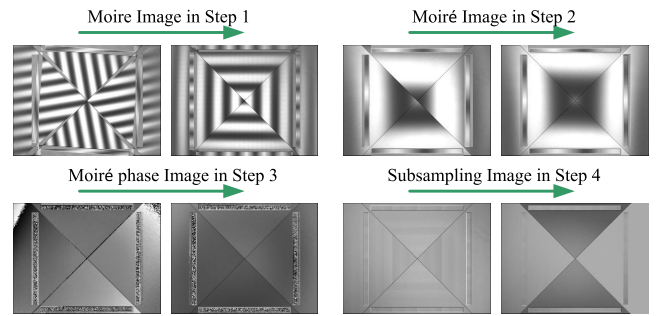 Moire Image in Step 1
Moiré Image in Step 2
Moiré phase Image in Step 3
Subsampling Image in Step 4